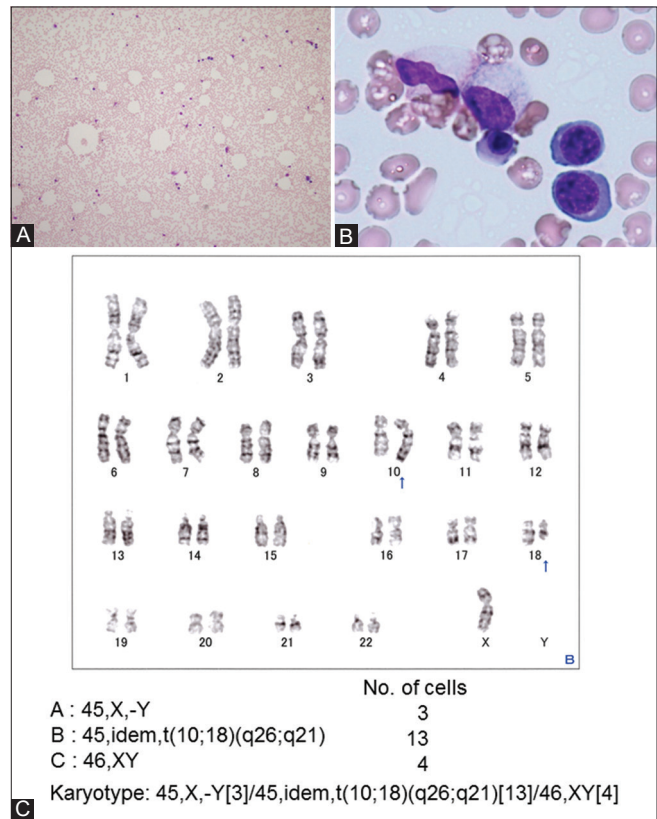 A
B
1 2 3 4 5
6 7 8 9 10 11 12
13 14 15 16 17 18
19 20 21 22 X Y
B
No. of cells
A : 45,X,-Y 3
B : 45,idem,t(10;18)(q26;q21) 13
C : 46,XY 4
Karyotype: 45,X,-Y[3]/45,idem,t(10;18)(q26;q21)[13]/46,XY[4]
C